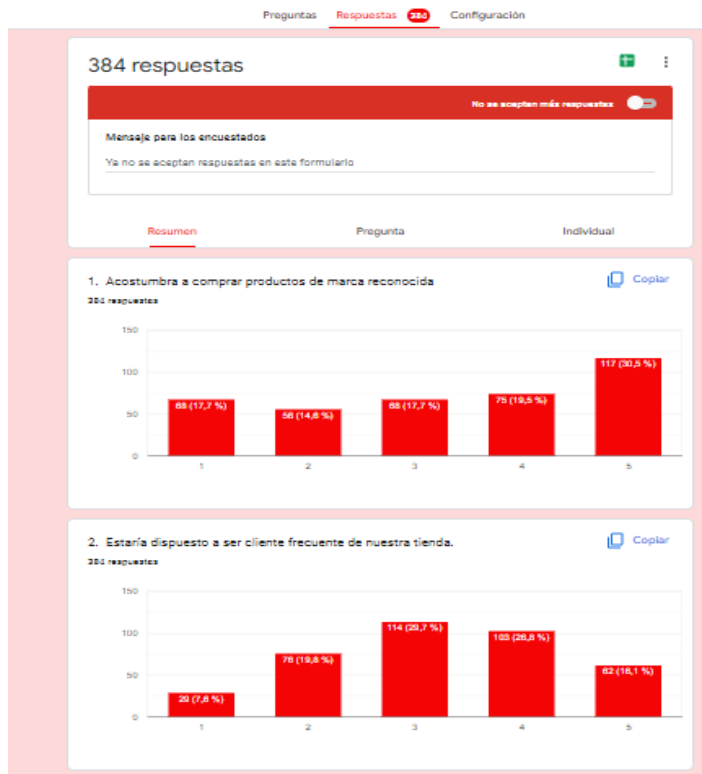 Preguntas Respuestas 384 Configuración
384 respuestas
No se aceptan más respuestas
Mensaje para los encuestados
Ya no se aceptan respuestas en este formulario
Resumen Pregunta Individual
1. Acostumbra a comprar productos de marca reconocida
Copiar
384 respuestas
150
100
50
0
68 (17,7 %)
56 (14,6 %)
68 (17,7 %)
75 (19,5 %)
117 (30,5 %)
1 2 3 4 5
2. Estaría dispuesto a ser cliente frecuente de nuestra tienda.
Copiar
384 respuestas
150
100
50
0
29 (7,6 %)
76 (19,8 %)
114 (29,7 %)
103 (26,8 %)
62 (16,1 %)
1 2 3 4 5